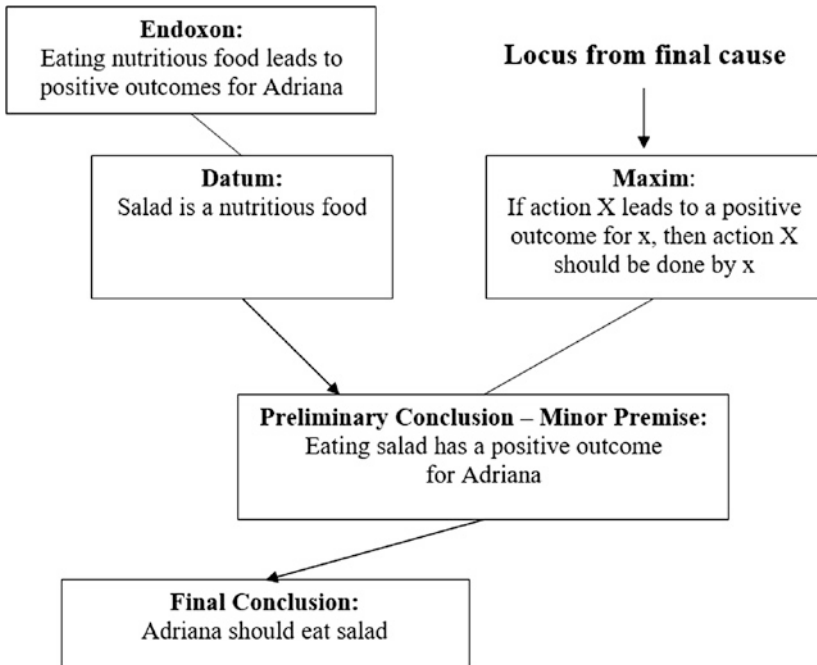 Endoxon:
Eating nutritious food leads to
positive outcomes for Adriana
Locus from final cause
Datum:
Salad is a nutritious food
Maxim:
If action X leads to a positive
outcome for x, then action X
should be done by x
Preliminary Conclusion – Minor Premise:
Eating salad has a positive outcome
for Adriana
Final Conclusion:
Adriana should eat salad